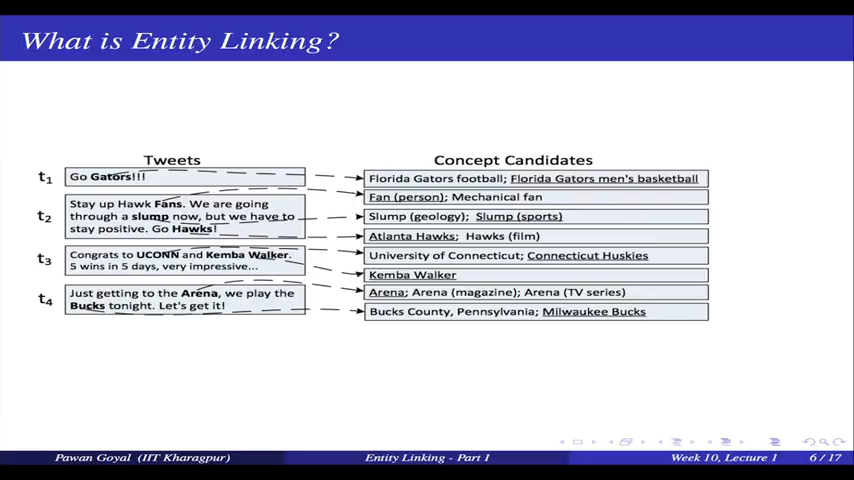 What is Entity Linking?
Tweets
Concept Candidates
t1
Go Gators!!!
Florida Gators football; Florida Gators men's basketball
t2
Stay up Hawk Fans. We are going
through a slump now, but we have to
stay positive. Go Hawks!
Fan (person); Mechanical fan
Slump (geology); Slump (sports)
Atlanta Hawks; Hawks (film)
t3
Congrats to UCONN and Kemba Walker.
5 wins in 5 days, very impressive...
University of Connecticut; Connecticut Huskies
Kemba Walker
t4
Just getting to the Arena, we play the
Bucks tonight. Let's get it!
Arena; Arena (magazine); Arena (TV series)
Bucks County, Pennsylvania; Milwaukee Bucks
Pawan Goyal (IIT Kharagpur)
Entity Linking - Part I
Week 10, Lecture 1
6 / 17